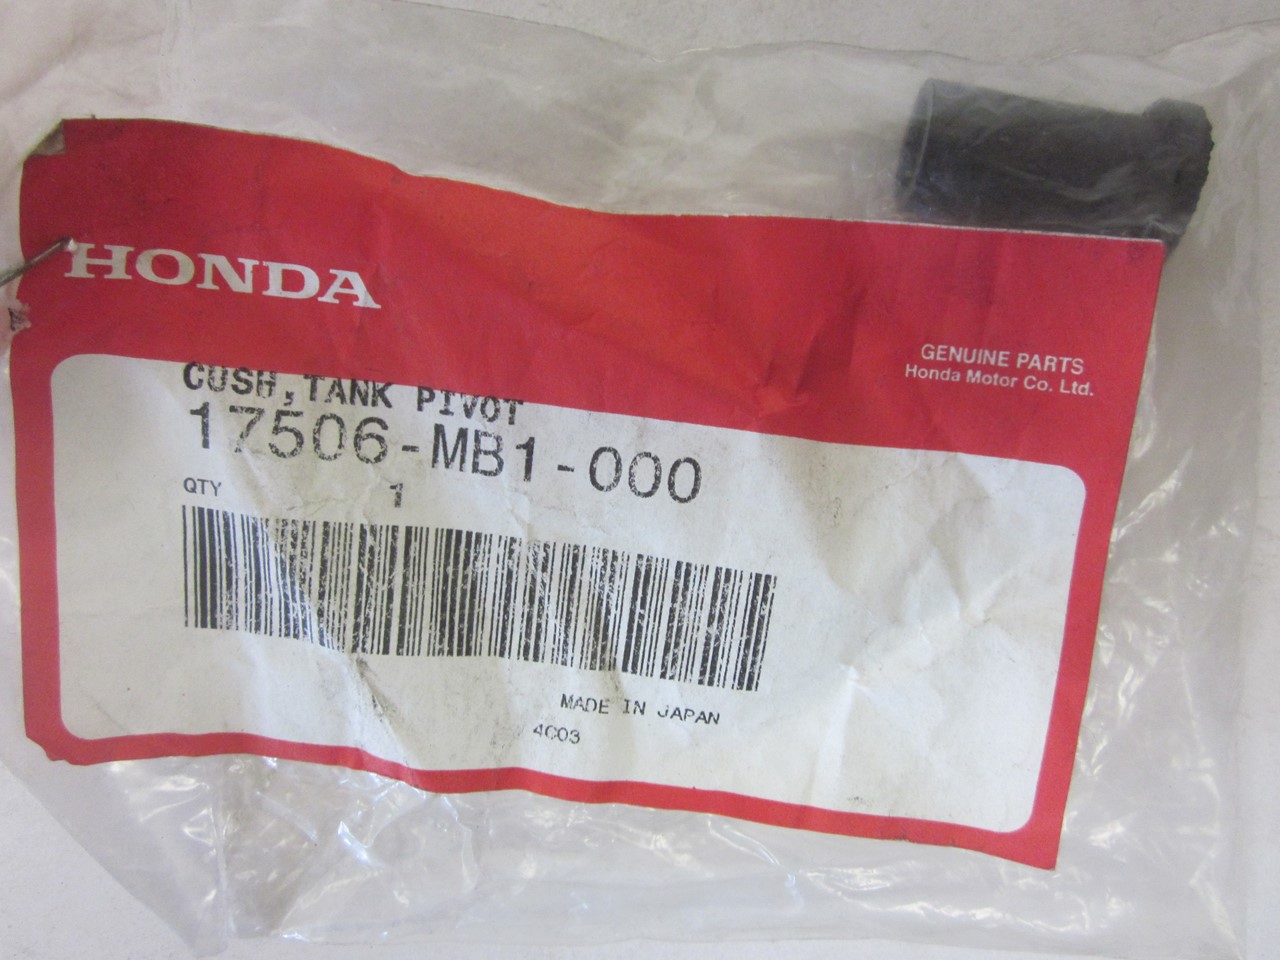 HONDA
GENUINE PARTS
Honda Motor Co. Ltd.
CUSH,TANK PIVOT
17506-MB1-000
QTY 1
MADE IN JAPAN
4C03